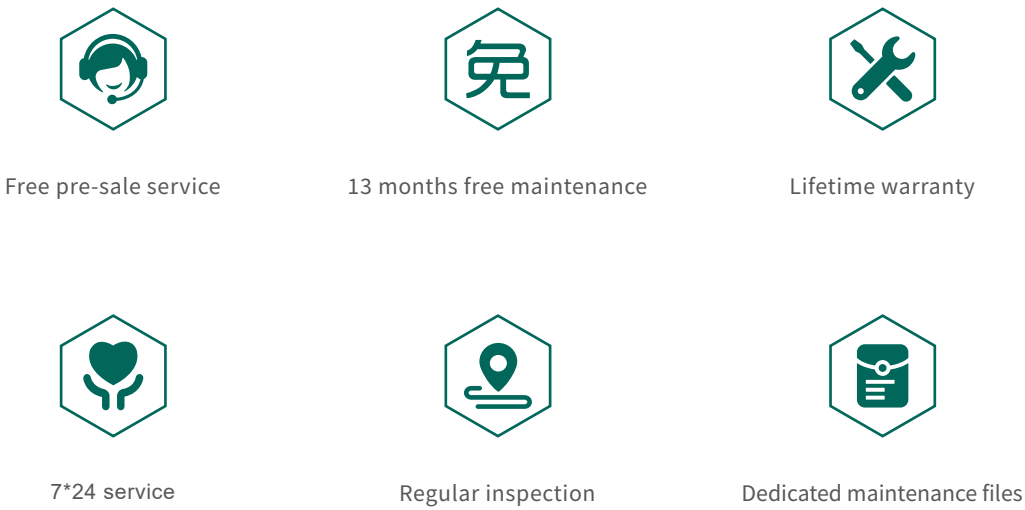 免
Free pre-sale service
13 months free maintenance
Lifetime warranty
7*24 service
Regular inspection
Dedicated maintenance files